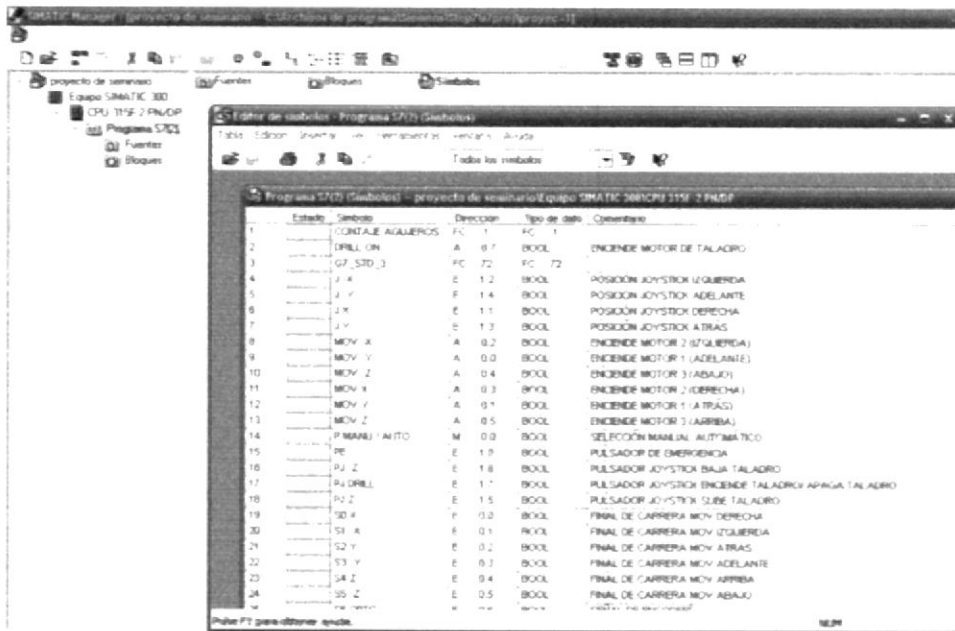 SIMATIC Manager - [proyecto de seminario - C:\Archivos de programa\Siemens\Step7\s7proj\proyec~1]
proyecto de seminario
Equipo SIMATIC 300
CPU 315F-2 PN/DP
Programa S7(2)
Fuentes
Bloques
Fuentes Bloques Símbolos
Editor de símbolos - Programa S7(2) (Símbolos)
Tabla Edición Insertar Ver Herramientas Ventana Ayuda
Todos los símbolos
Programa S7(2) (Símbolos) -- proyecto de seminario\Equipo SIMATIC 300\CPU 315F-2 PN/DP
Estado Símbolo Dirección Tipo de dato Comentario
1 CONTAJE AGUJEROS FC 1 FC 1
2 DRILL ON A 0.7 BOOL ENCIENDE MOTOR DE TALADRO
3 G7_STD_3 FC 72 FC 72
4 J -X E 1.2 BOOL POSICIÓN JOYSTICK IZQUIERDA
5 J -Y E 1.4 BOOL POSICIÓN JOYSTICK ADELANTE
6 J X E 1.1 BOOL POSICIÓN JOYSTICK DERECHA
7 J Y E 1.3 BOOL POSICIÓN JOYSTICK ATRAS
8 MOV -X A 0.2 BOOL ENCIENDE MOTOR 2 (IZQUIERDA)
9 MOV -Y A 0.0 BOOL ENCIENDE MOTOR 1 (ADELANTE)
10 MOV -Z A 0.4 BOOL ENCIENDE MOTOR 3 (ABAJO)
11 MOV X A 0.3 BOOL ENCIENDE MOTOR 2 (DERECHA)
12 MOV Y A 0.1 BOOL ENCIENDE MOTOR 1 (ATRÁS)
13 MOV Z A 0.5 BOOL ENCIENDE MOTOR 3 (ARRIBA)
14 P MANU / AUTO M 0.0 BOOL SELECCIÓN MANUAL AUTOMATICO
15 PE E BOOL PULSADOR DE EMERGENCIA
16 PJ -Z E 1.6 BOOL PULSADOR JOYSTICK BAJA TALADRO
17 PJ DRILL E BOOL PULSADOR JOYSTICK ENCIENDE TALADRO/ APAGA TALADRO
18 PJ Z E 1.5 BOOL PULSADOR JOYSTICK SUBE TALADRO
19 S0 X E 0.0 BOOL FINAL DE CARRERA MOV DERECHA
20 S1 -X E 0.1 BOOL FINAL DE CARRERA MOV IZQUIERDA
21 S2 Y E 0.2 BOOL FINAL DE CARRERA MOV ATRAS
22 S3 -Y E 0.3 BOOL FINAL DE CARRERA MOV ADELANTE
23 S4 Z E 0.4 BOOL FINAL DE CARRERA MOV ARRIBA
24 S5 -Z E 0.5 BOOL FINAL DE CARRERA MOV ABAJO
Pulse F1 para obtener ayuda. NUM